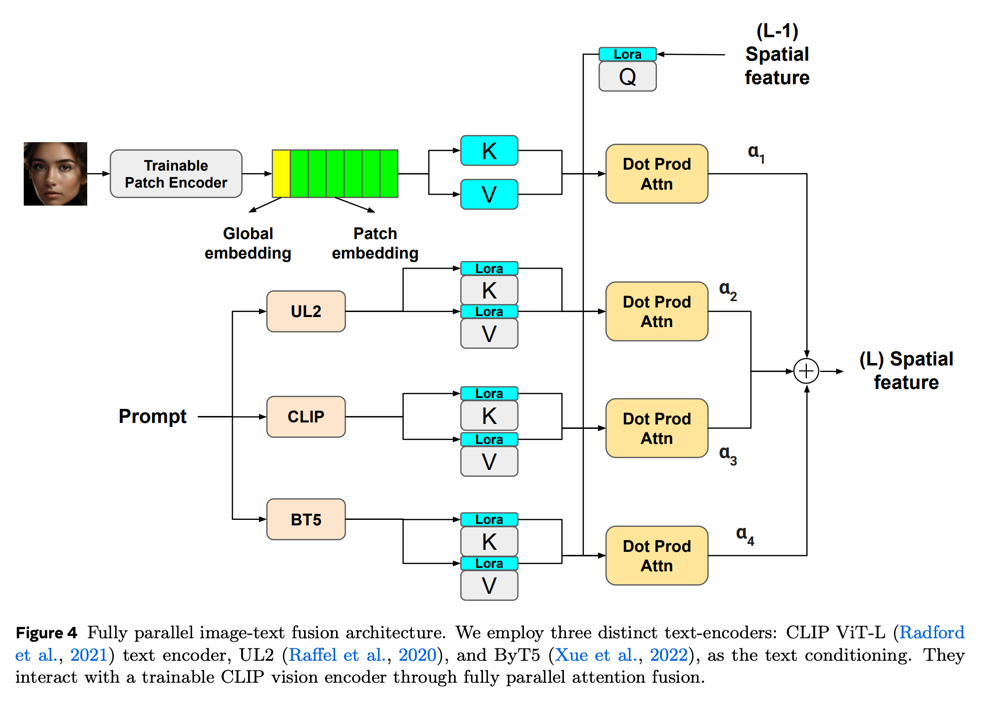 (L-1)
Spatial
feature
Lora
Q
Trainable
Patch Encoder
K
V
Dot Prod
Attn
α1
Global
embedding
Patch
embedding
UL2
Lora
K
Lora
V
Dot Prod
Attn
α2
Prompt
CLIP
Lora
K
Lora
V
Dot Prod
Attn
α3
(L) Spatial
feature
BT5
Lora
K
Lora
V
Dot Prod
Attn
α4
Figure 4 Fully parallel image-text fusion architecture. We employ three distinct text-encoders: CLIP ViT-L (Radford
et al., 2021) text encoder, UL2 (Raffel et al., 2020), and ByT5 (Xue et al., 2022), as the text conditioning. They
interact with a trainable CLIP vision encoder through fully parallel attention fusion.